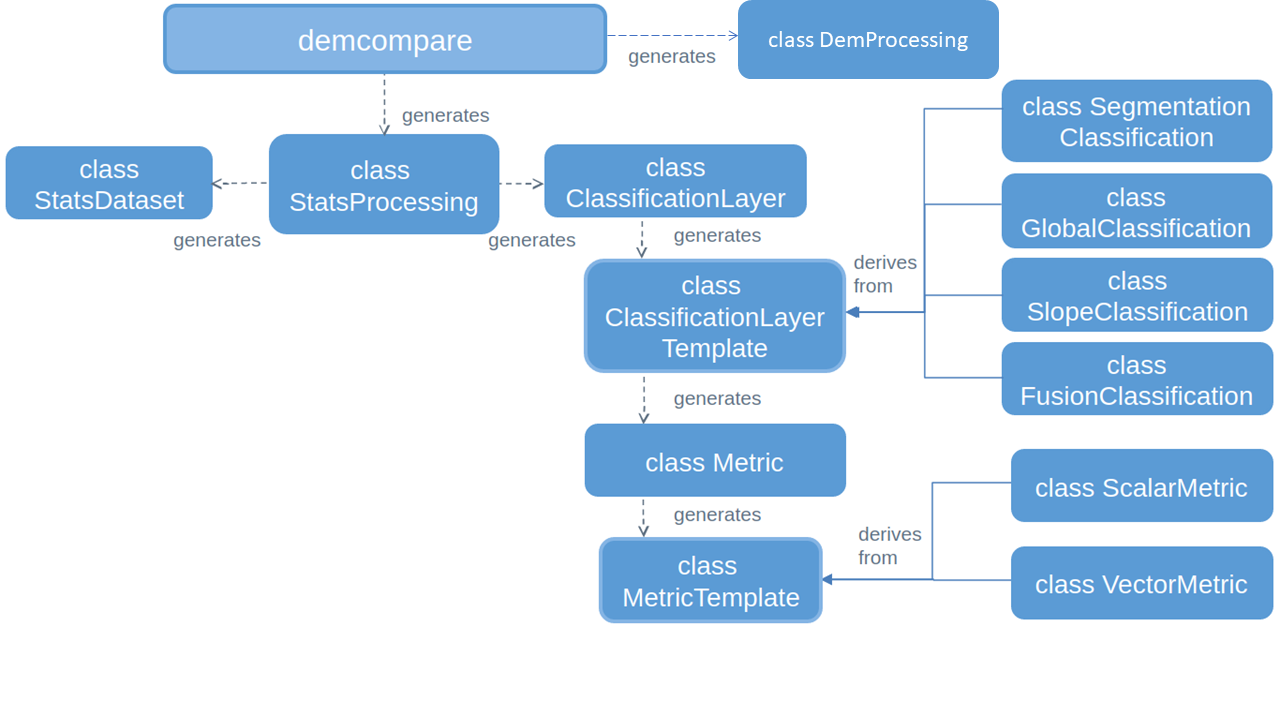 demcompare
generates
class DemProcessing
generates
class
StatsDataset
generates
class
StatsProcessing
generates
class
ClassificationLayer
generates
class
ClassificationLayer
Template
derives
from
class Segmentation
Classification
class
GlobalClassification
class
SlopeClassification
class
FusionClassification
generates
class Metric
generates
class
MetricTemplate
derives
from
class ScalarMetric
class VectorMetric